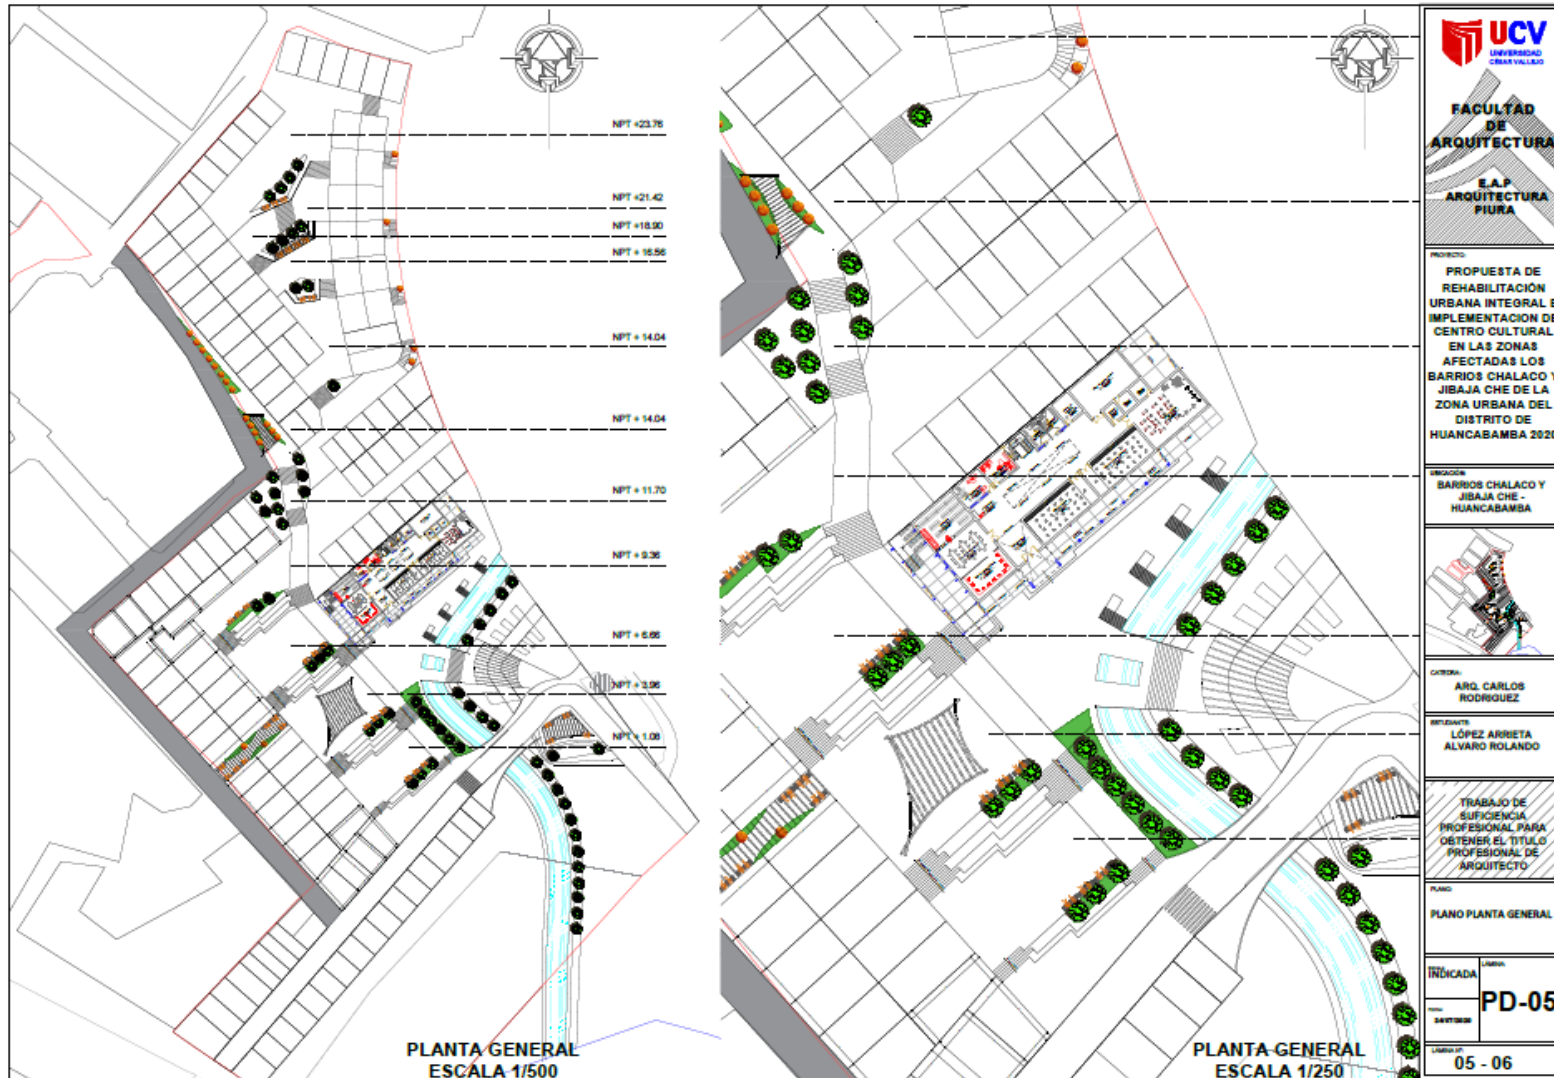 NPT +23.76
NPT +21.42
NPT +18.90
NPT + 16.56
NPT + 14.04
NPT + 14.04
NPT + 11.70
NPT + 9.36
NPT + 6.66
NPT + 3.96
NPT + 1.08
PLANTA GENERAL
ESCALA 1/500
PLANTA GENERAL
ESCALA 1/250
UCV
UNIVERSIDAD
CÉSAR VALLEJO
FACULTAD
DE
ARQUITECTURA
E.A.P
ARQUITECTURA
PIURA
PROYECTO:
PROPUESTA DE
REHABILITACIÓN
URBANA INTEGRAL E
IMPLEMENTACION DE
CENTRO CULTURAL
EN LAS ZONAS
AFECTADAS LOS
BARRIOS CHALACO Y
JIBAJA CHE DE LA
ZONA URBANA DEL
DISTRITO DE
HUANCABAMBA 2020
UBICACIÓN:
BARRIOS CHALACO Y
JIBAJA CHE -
HUANCABAMBA
CATEDRA:
ARQ. CARLOS
RODRIGUEZ
ESTUDIANTE:
LÓPEZ ARRIETA
ALVARO ROLANDO
TRABAJO DE
SUFICIENCIA
PROFESIONAL PARA
OBTENER EL TITULO
PROFESIONAL DE
ARQUITECTO
PLANO:
PLANO PLANTA GENERAL
INDICADA
LÁMINA:
PD-05
LÁMINA Nº:
05 - 06